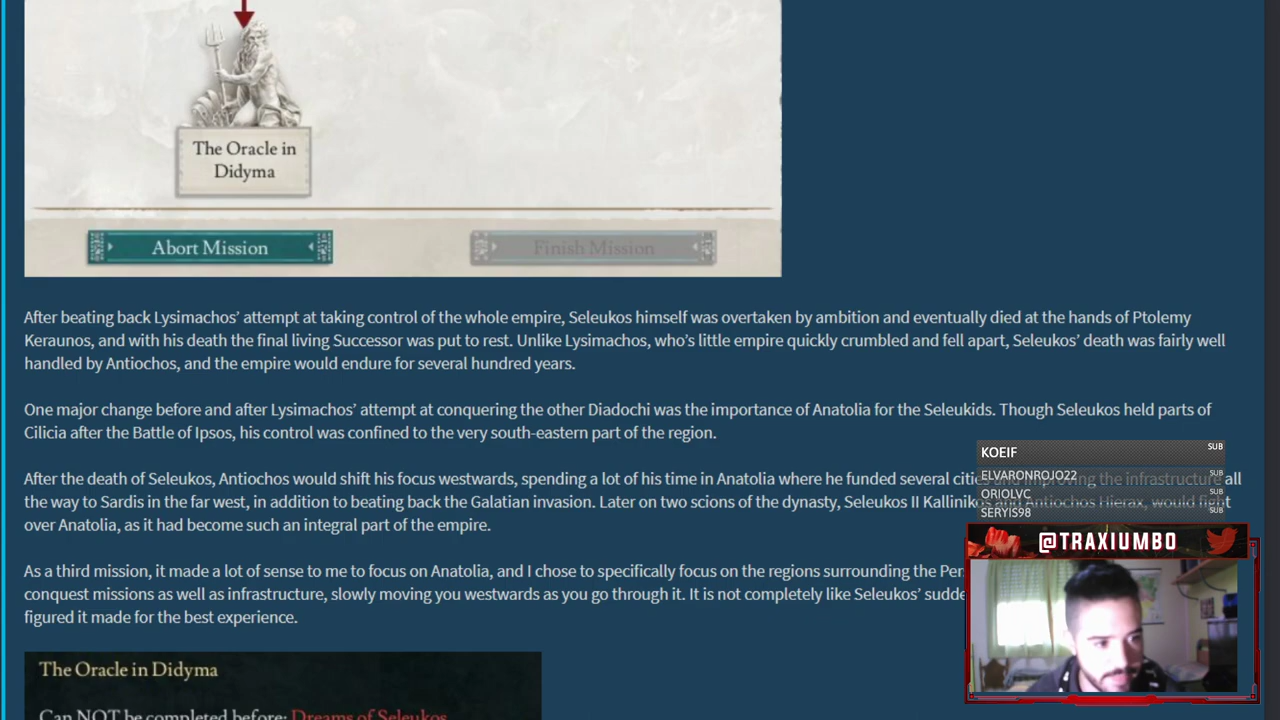 The Oracle in
Didyma
Abort Mission
Finish Mission
After beating back Lysimachos’ attempt at taking control of the whole empire, Seleukos himself was overtaken by ambition and eventually died at the hands of Ptolemy
Keraunos, and with his death the final living Successor was put to rest. Unlike Lysimachos, who’s little empire quickly crumbled and fell apart, Seleukos’ death was fairly well
handled by Antiochos, and the empire would endure for several hundred years.
One major change before and after Lysimachos’ attempt at conquering the other Diadochi was the importance of Anatolia for the Seleukids. Though Seleukos held parts of
Cilicia after the Battle of Ipsos, his control was confined to the very south-eastern part of the region.
After the death of Seleukos, Antiochos would shift his focus westwards, spending a lot of his time in Anatolia where he funded several cities and improving the infrastructure all
the way to Sardis in the far west, in addition to beating back the Galatian invasion. Later on two scions of the dynasty, Seleukos II Kallinikos and Antiochos Hierax, would fight
over Anatolia, as it had become such an integral part of the empire.
As a third mission, it made a lot of sense to me to focus on Anatolia, and I chose to specifically focus on the regions surrounding the Per
conquest missions as well as infrastructure, slowly moving you westwards as you go through it. It is not completely like Seleukos’ sudde
figured it made for the best experience.
KOEIF SUB
ELVARONROJO22 SUB
ORIOLVC SUB
SERYIS98 SUB
@TRAXIUMBO
The Oracle in Didyma
Can NOT be completed before: Dreams of Seleukos